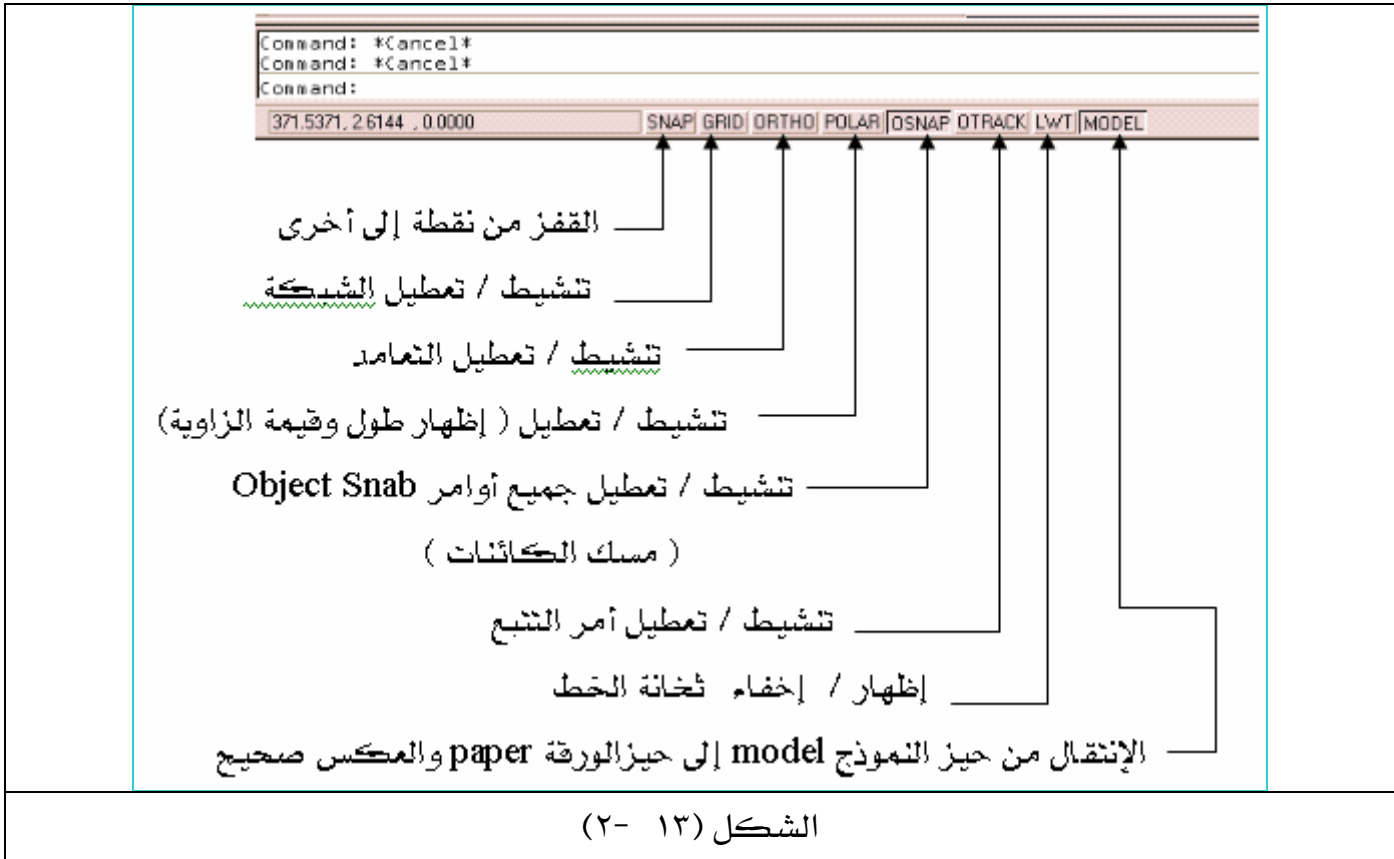 Command: *Cancel*
Command: *Cancel*
Command:
371.5371, 2.6144 , 0.0000 SNAP GRID ORTHO POLAR OSNAP OTRACK LWT MODEL
القفز من نقطة إلى أخرى
تنشيط / تعطيل الشبكة
تنشيط / تعطيل التعامد
تنشيط / تعطيل ( إظهار طول وقيمة الزاوية)
تنشيط / تعطيل جميع أوامر Object Snab
( مسك الكائنات )
تنشيط / تعطيل أمر التتبع
إظهار / إخفاء ثخانة الخط
الإنتقال من حيز النموذج model إلى حيزالورقة paper والعكس صحيح
الشكل (١٣ -٢)